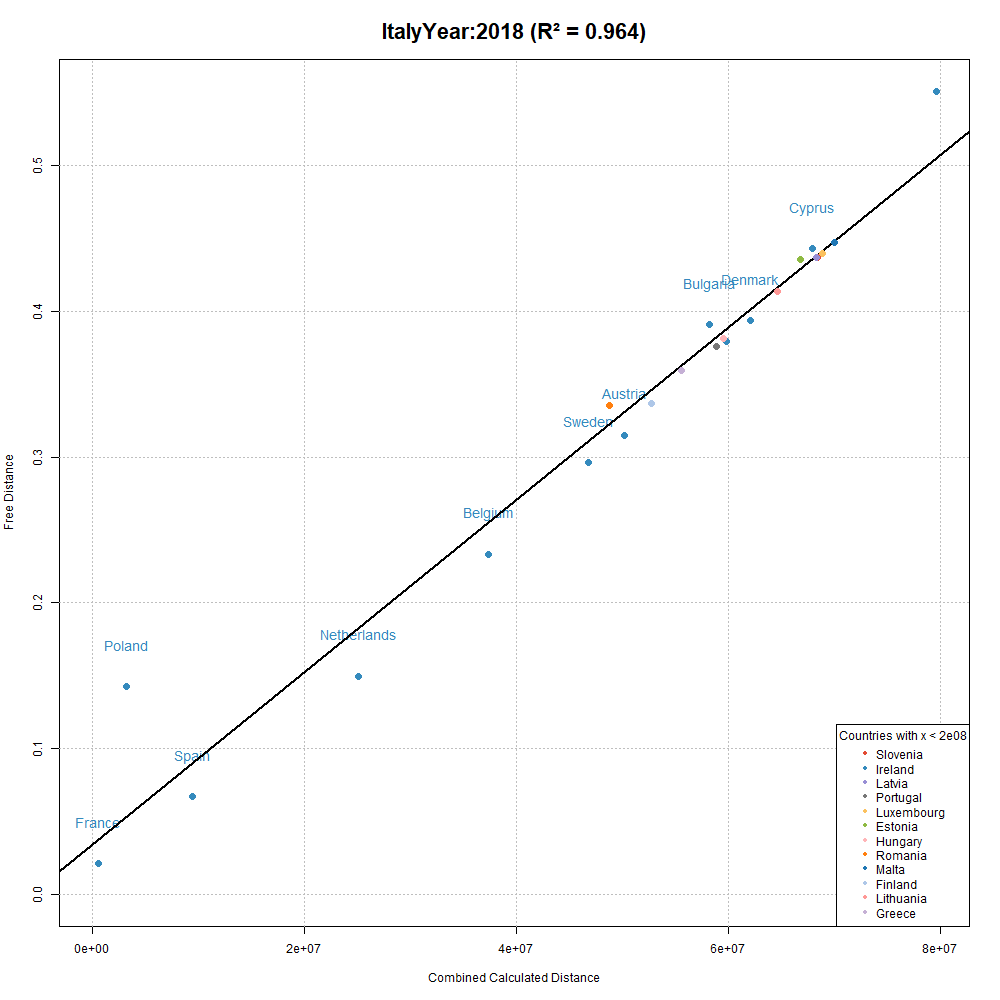 ItalyYear:2018 (R² = 0.964)
Free Distance
0.5
0.4
0.3
0.2
0.1
0.0
Cyprus
Bulgaria
Denmark
Austria
Sweden
Belgium
Netherlands
Poland
Spain
France
Countries with x < 2e08
Slovenia
Ireland
Latvia
Portugal
Luxembourg
Estonia
Hungary
Romania
Malta
Finland
Lithuania
Greece
0e+00 2e+07 4e+07 6e+07 8e+07
Combined Calculated Distance